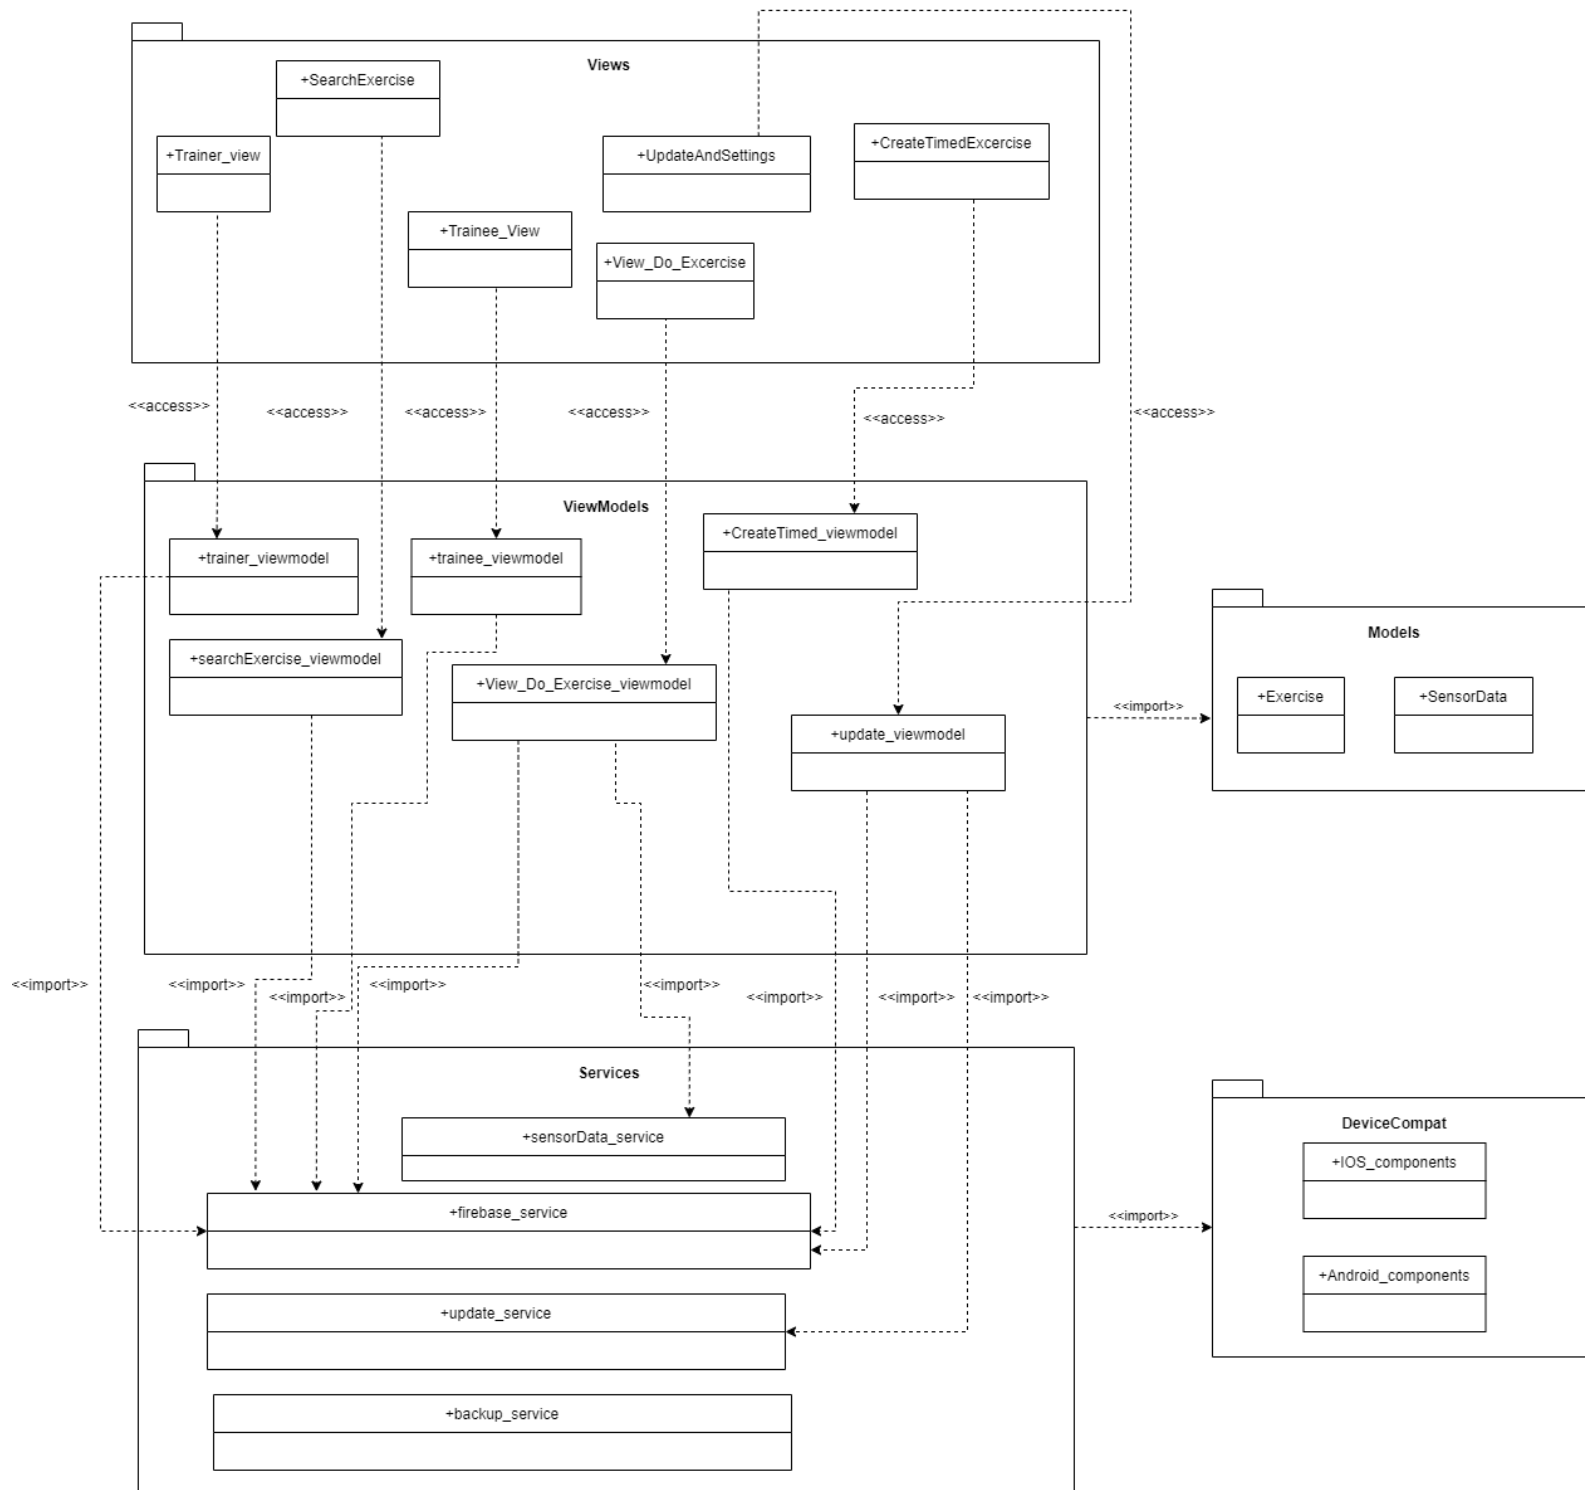 Views
+SearchExercise
+Trainer_view
+UpdateAndSettings
+CreateTimedExcercise
+Trainee_View
+View_Do_Excercise
<<access>>
<<access>>
<<access>>
<<access>>
<<access>>
<<access>>
ViewModels
+trainer_viewmodel
+trainee_viewmodel
+CreateTimed_viewmodel
+searchExercise_viewmodel
+View_Do_Exercise_viewmodel
+update_viewmodel
<<import>>
Models
+Exercise
+SensorData
<<import>>
<<import>>
<<import>>
<<import>>
<<import>>
<<import>>
<<import>>
<<import>>
Services
+sensorData_service
+firebase_service
+update_service
+backup_service
<<import>>
DeviceCompat
+IOS_components
+Android_components